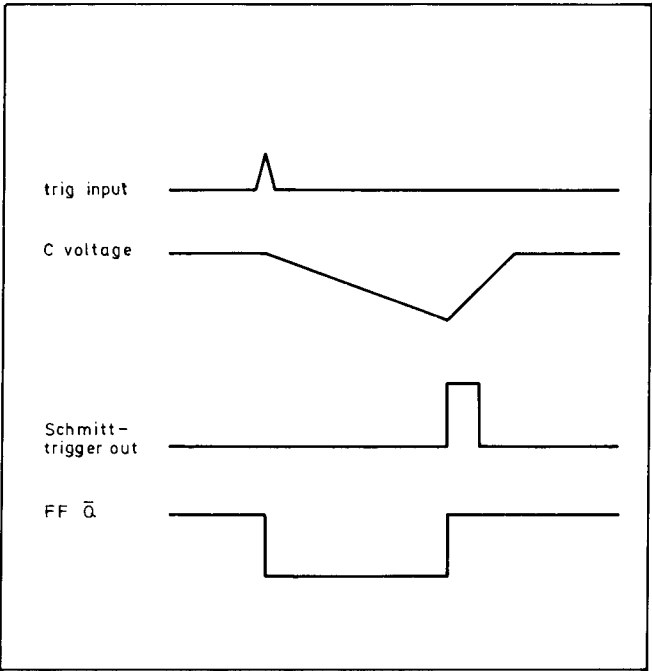 trig input
C voltage
Schmitt-
trigger out
FF Q̄